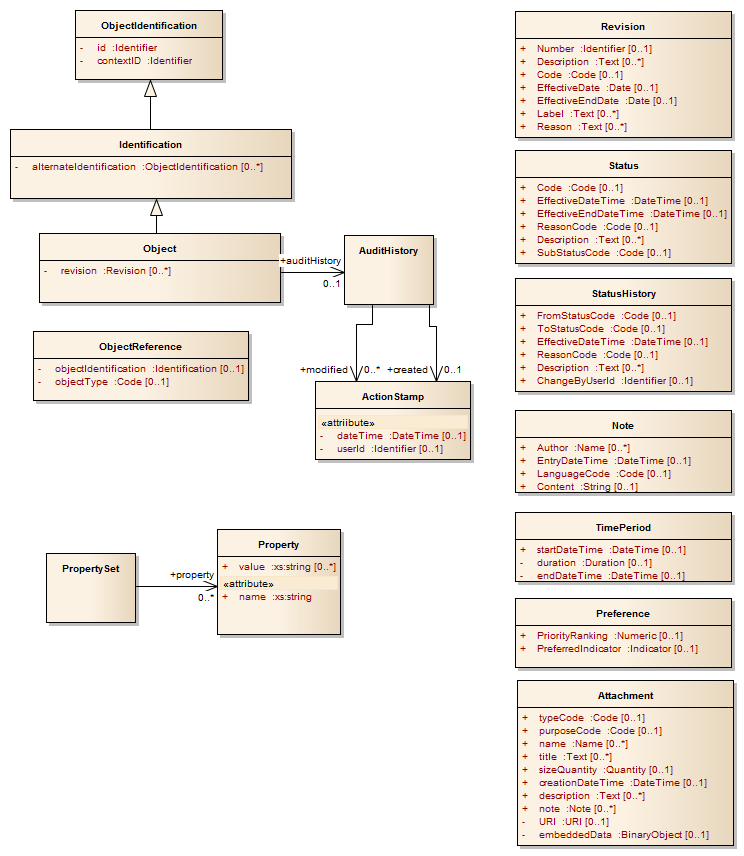 ObjectIdentification
- id :Identifier
- contextID :Identifier
Identification
- alternateIdentification :ObjectIdentification [0..*]
Object
- revision :Revision [0..*]
+auditHistory
0..1
AuditHistory
ObjectReference
- objectIdentification :Identification [0..1]
- objectType :Code [0..1]
+modified
0..*
+created
0..1
ActionStamp
«attriibute»
- dateTime :DateTime [0..1]
- userId :Identifier [0..1]
PropertySet
+property
0..*
Property
+ value :xs:string [0..*]
«attribute»
+ name :xs:string
Revision
+ Number :Identifier [0..1]
+ Description :Text [0..*]
+ Code :Code [0..1]
+ EffectiveDate :Date [0..1]
+ EffectiveEndDate :Date [0..1]
+ Label :Text [0..*]
+ Reason :Text [0..*]
Status
+ Code :Code [0..1]
+ EffectiveDateTime :DateTime [0..1]
+ EffectiveEndDateTime :DateTime [0..1]
+ ReasonCode :Code [0..1]
+ Description :Text [0..*]
+ SubStatusCode :Code [0..1]
StatusHistory
+ FromStatusCode :Code [0..1]
+ ToStatusCode :Code [0..1]
+ EffectiveDateTime :DateTime [0..1]
+ ReasonCode :Code [0..1]
+ Description :Text [0..*]
+ ChangeByUserId :Identifier [0..1]
Note
+ Author :Name [0..*]
+ EntryDateTime :DateTime [0..1]
+ LanguageCode :Code [0..1]
+ Content :String [0..1]
TimePeriod
+ startDateTime :DateTime [0..1]
- duration :Duration [0..1]
- endDateTime :DateTime [0..1]
Preference
+ PriorityRanking :Numeric [0..1]
+ PreferredIndicator :Indicator [0..1]
Attachment
+ typeCode :Code [0..1]
+ purposeCode :Code [0..1]
+ name :Name [0..*]
+ title :Text [0..*]
+ sizeQuantity :Quantity [0..1]
+ creationDateTime :DateTime [0..1]
+ description :Text [0..*]
+ note :Note [0..*]
- URI :URI [0..1]
- embeddedData :BinaryObject [0..1]